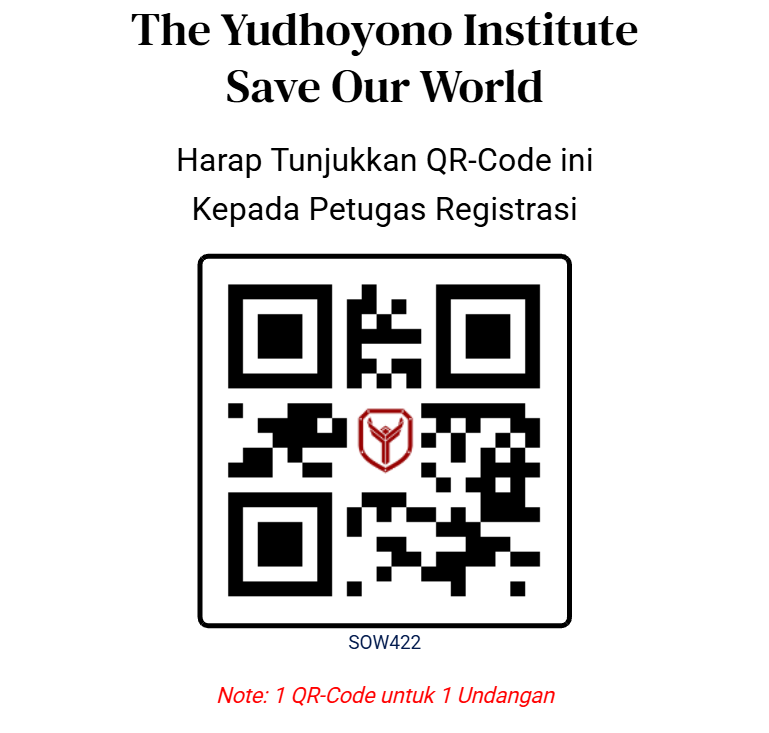 The Yudhoyono Institute
Save Our World
Harap Tunjukkan QR-Code ini
Kepada Petugas Registrasi
SOW422
Note: 1 QR-Code untuk 1 Undangan